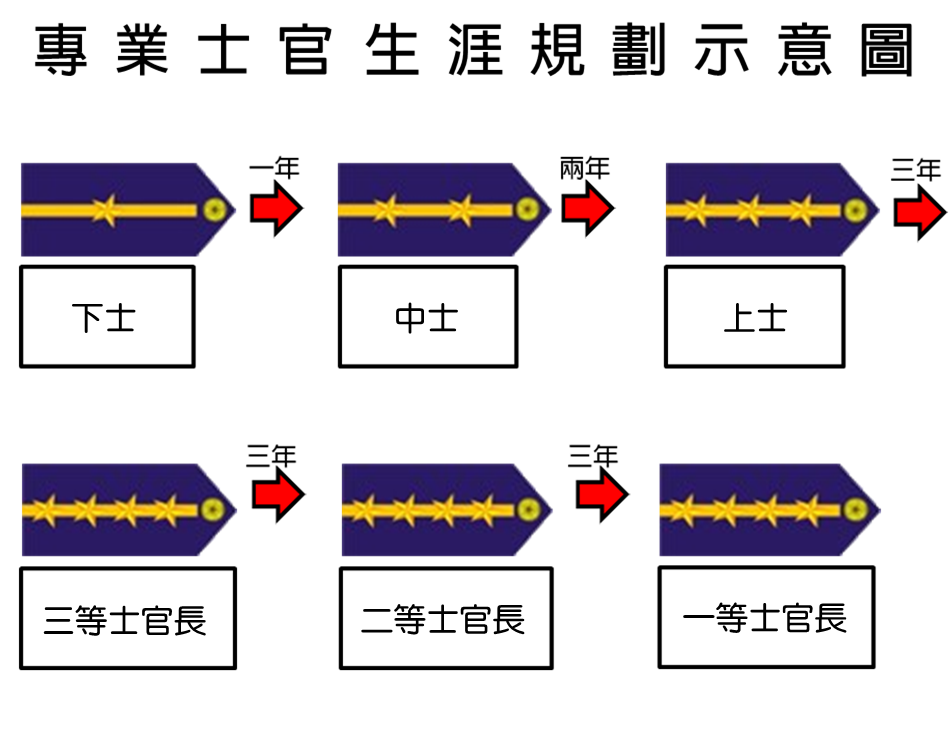 專業士官生涯規劃示意圖
一年
兩年
三年
下士
中士
上士
三年
三年
三等士官長
二等士官長
一等士官長